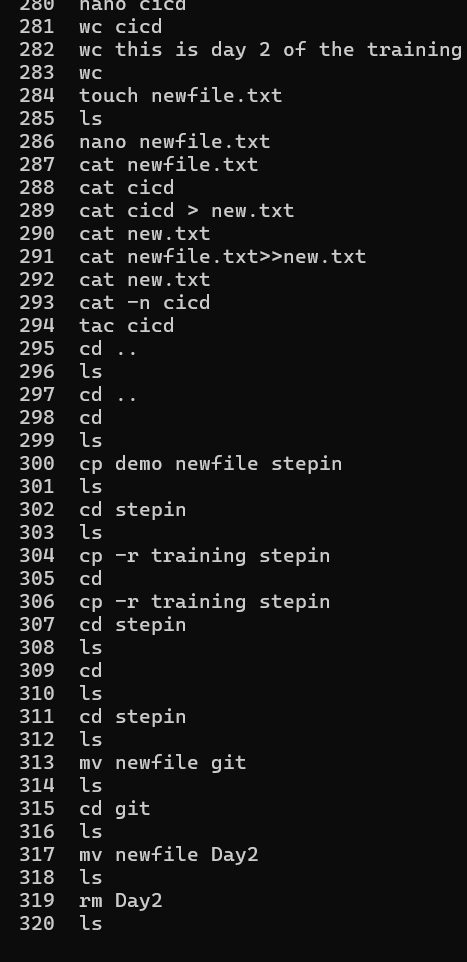 280 nano cicd
281 wc cicd
282 wc this is day 2 of the training
283 wc
284 touch newfile.txt
285 ls
286 nano newfile.txt
287 cat newfile.txt
288 cat cicd
289 cat cicd > new.txt
290 cat new.txt
291 cat newfile.txt>>new.txt
292 cat new.txt
293 cat -n cicd
294 tac cicd
295 cd ..
296 ls
297 cd ..
298 cd
299 ls
300 cp demo newfile stepin
301 ls
302 cd stepin
303 ls
304 cp -r training stepin
305 cd
306 cp -r training stepin
307 cd stepin
308 ls
309 cd
310 ls
311 cd stepin
312 ls
313 mv newfile git
314 ls
315 cd git
316 ls
317 mv newfile Day2
318 ls
319 rm Day2
320 ls